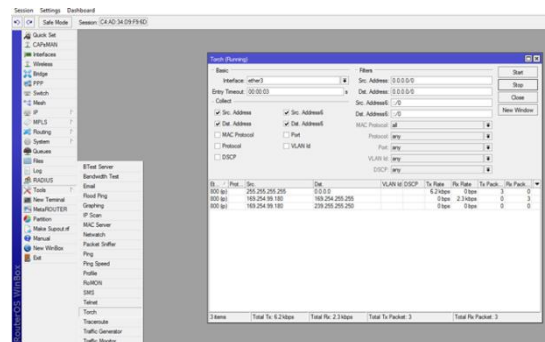 Session Settings Dashboard
Safe Mode Session: C4:AD:34:D9:F9:6D
Quick Set
CAPsMAN
Interfaces
Wireless
Bridge
PPP
Switch
Mesh
IP
MPLS
Routing
System
Queues
Files
Log
RADIUS
Tools
New Terminal
MetaROUTER
Partition
Make Supout.rif
Manual
New WinBox
Exit
RouterOS WinBox
BTest Server
Bandwidth Test
Email
Flood Ping
Graphing
IP Scan
MAC Server
Netwatch
Packet Sniffer
Ping
Ping Speed
Profile
RoMON
SMS
Telnet
Torch
Traceroute
Traffic Generator
Traffic Monitor
Torch (Running)
Basic
Interface: ether3
Entry Timeout: 00:00:03 s
Collect
Src. Address Src. Address6
Dst. Address Dst. Address6
MAC Protocol Port
Protocol VLAN Id
DSCP
Filters
Src. Address: 0.0.0.0/0
Dst. Address: 0.0.0.0/0
Src. Address6: ::/0
Dst. Address6: ::/0
MAC Protocol: all
Protocol: any
Port: any
VLAN Id: any
DSCP: any
Start
Stop
Close
New Window
Et... Prot... Src. Dst. VLAN Id DSCP Tx Rate Rx Rate Tx Pack... Rx Pack...
800 (ip) 255.255.255.255 0.0.0.0 6.2 kbps 0 bps 3 0
800 (ip) 169.254.99.180 169.254.255.255 0 bps 2.3 kbps 0 3
800 (ip) 169.254.99.180 239.255.255.250 0 bps 0 bps 0 0
3 items Total Tx: 6.2 kbps Total Rx: 2.3 kbps Total Tx Packet: 3 Total Rx Packet: 3